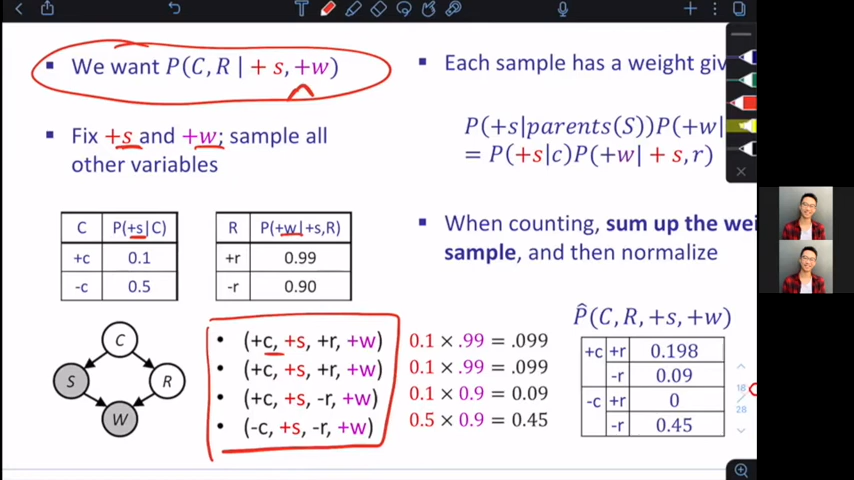 We want P(C, R | + s, +w)
Each sample has a weight giv
Fix +s and +w; sample all
other variables
P(+s|parents(S))P(+w|
= P(+s|c)P(+w| + s, r)
C P(+s|C)
+c 0.1
-c 0.5
R P(+w|+s,R)
+r 0.99
-r 0.90
When counting, sum up the wei
sample, and then normalize
C
S
R
W
(+c, +s, +r, +w) 0.1 × .99 = .099
(+c, +s, +r, +w) 0.1 × .99 = .099
(+c, +s, -r, +w) 0.1 × 0.9 = 0.09
(-c, +s, -r, +w) 0.5 × 0.9 = 0.45
P̂(C, R, +s, +w)
+c +r 0.198
-r 0.09
-c +r 0
-r 0.45
18
/
28